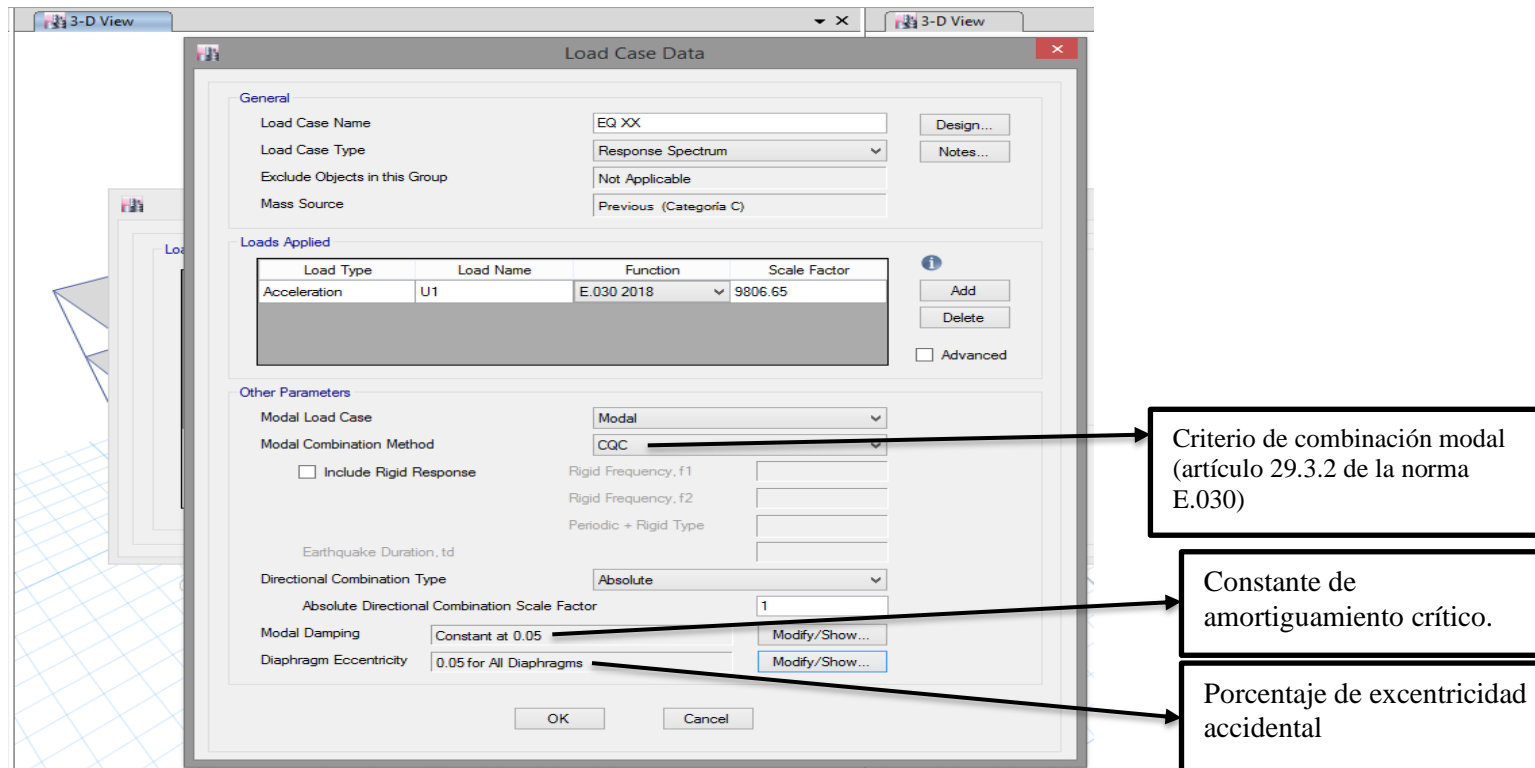 3-D View
3-D View
Load Case Data
General
Load Case Name EQ XX Design...
Load Case Type Response Spectrum Notes...
Exclude Objects in this Group Not Applicable
Mass Source Previous (Categoría C)
Loa
Loads Applied
Load Type Load Name Function Scale Factor
Acceleration U1 E.030 2018 9806.65
Add
Delete
Advanced
Other Parameters
Modal Load Case Modal
Modal Combination Method CQC
Include Rigid Response Rigid Frequency, f1
Rigid Frequency, f2
Periodic + Rigid Type
Earthquake Duration, td
Directional Combination Type Absolute
Absolute Directional Combination Scale Factor 1
Modal Damping Constant at 0.05 Modify/Show...
Diaphragm Eccentricity 0.05 for All Diaphragms Modify/Show...
OK Cancel
Criterio de combinación modal
(artículo 29.3.2 de la norma
E.030)
Constante de
amortiguamiento crítico.
Porcentaje de excentricidad
accidental